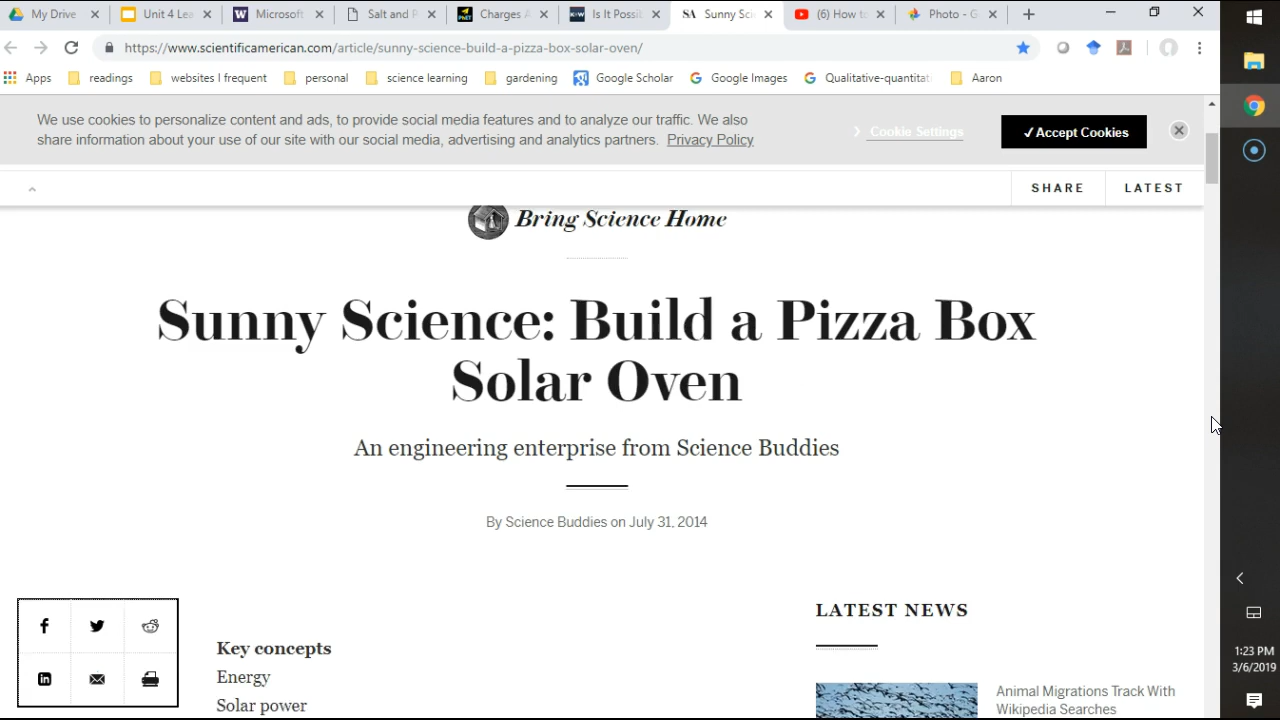 My Drive
Unit 4 Lea
Microsoft
Salt and P
Charges A
Is It Possil
Sunny Scie
(6) How to
Photo - G
https://www.scientificamerican.com/article/sunny-science-build-a-pizza-box-solar-oven/
Apps
readings
websites I frequent
personal
science learning
gardening
Google Scholar
Google Images
Qualitative-quantitat
Aaron
We use cookies to personalize content and ads, to provide social media features and to analyze our traffic. We also
share information about your use of our site with our social media, advertising and analytics partners. Privacy Policy
Cookie Settings
✓Accept Cookies
SHARE
LATEST
Bring Science Home
Sunny Science: Build a Pizza Box
Solar Oven
An engineering enterprise from Science Buddies
By Science Buddies on July 31, 2014
Key concepts
Energy
Solar power
LATEST NEWS
Animal Migrations Track With
Wikipedia Searches
1:23 PM
3/6/2019